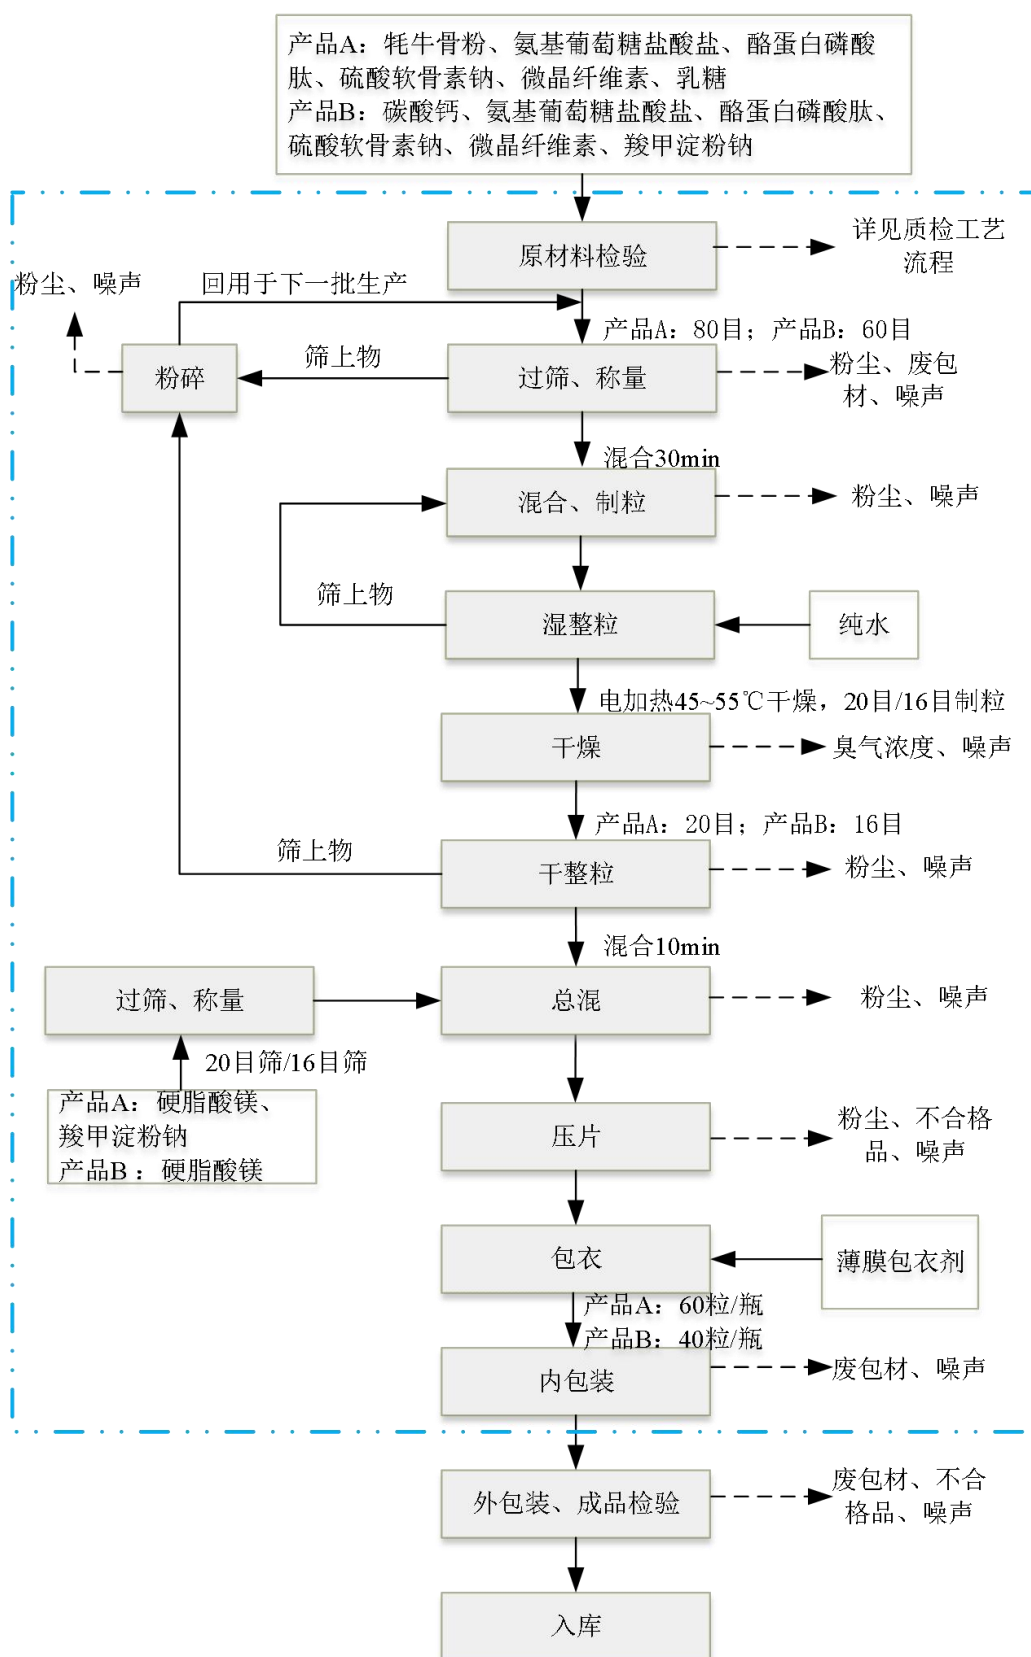 产品A：牦牛骨粉、氨基葡萄糖盐酸盐、酪蛋白磷酸
肽、硫酸软骨素钠、微晶纤维素、乳糖
产品B：碳酸钙、氨基葡萄糖盐酸盐、酪蛋白磷酸肽、
硫酸软骨素钠、微晶纤维素、羧甲淀粉钠
原材料检验
详见质检工艺
流程
粉尘、噪声
回用于下一批生产
产品A：80目；产品B：60目
粉碎
筛上物
过筛、称量
粉尘、废包
材、噪声
混合30min
混合、制粒
粉尘、噪声
筛上物
湿整粒
纯水
电加热45~55℃干燥，20目/16目制粒
干燥
臭气浓度、噪声
产品A：20目；产品B：16目
筛上物
干整粒
粉尘、噪声
混合10min
过筛、称量
总混
粉尘、噪声
20目筛/16目筛
产品A：硬脂酸镁、
羧甲淀粉钠
产品B：硬脂酸镁
压片
粉尘、不合格
品、噪声
包衣
薄膜包衣剂
产品A：60粒/瓶
产品B：40粒/瓶
内包装
废包材、噪声
外包装、成品检验
废包材、不合
格品、噪声
入库